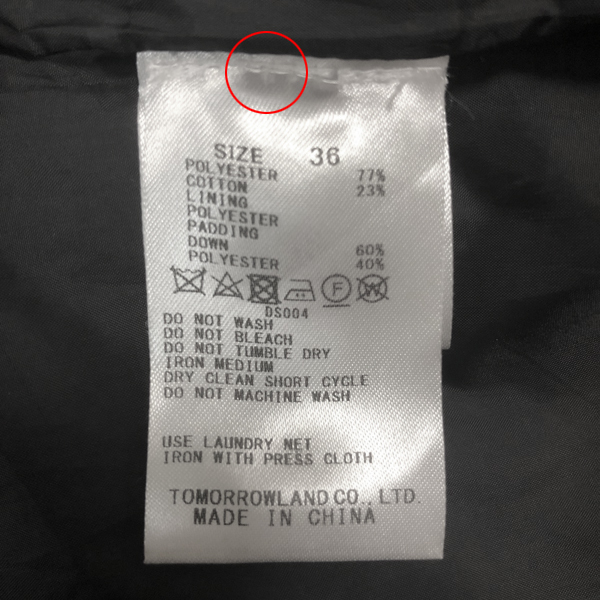 SIZE 36
POLYESTER 77%
COTTON 23%
LINING
POLYESTER
PADDING
DOWN 60%
POLYESTER 40%
F W
DS004
DO NOT WASH
DO NOT BLEACH
DO NOT TUMBLE DRY
IRON MEDIUM
DRY CLEAN SHORT CYCLE
DO NOT MACHINE WASH
USE LAUNDRY NET
IRON WITH PRESS CLOTH
TOMORROWLAND CO., LTD.
MADE IN CHINA